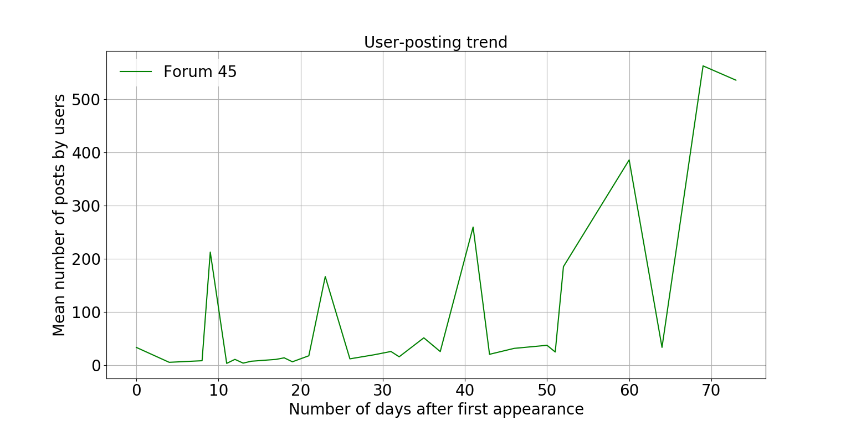 User-posting trend
Forum 45
Mean number of posts by users
500
400
300
200
100
0
0 10 20 30 40 50 60 70
Number of days after first appearance